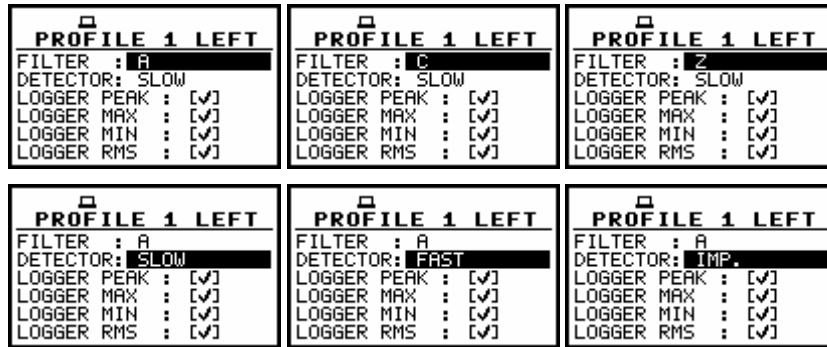 PROFILE 1 LEFT
FILTER : A
DETECTOR: SLOW
LOGGER PEAK : [✓]
LOGGER MAX : [✓]
LOGGER MIN : [✓]
LOGGER RMS : [✓]
PROFILE 1 LEFT
FILTER : C
DETECTOR: SLOW
LOGGER PEAK : [✓]
LOGGER MAX : [✓]
LOGGER MIN : [✓]
LOGGER RMS : [✓]
PROFILE 1 LEFT
FILTER : Z
DETECTOR: SLOW
LOGGER PEAK : [✓]
LOGGER MAX : [✓]
LOGGER MIN : [✓]
LOGGER RMS : [✓]
PROFILE 1 LEFT
FILTER : A
DETECTOR: SLOW
LOGGER PEAK : [✓]
LOGGER MAX : [✓]
LOGGER MIN : [✓]
LOGGER RMS : [✓]
PROFILE 1 LEFT
FILTER : A
DETECTOR: FAST
LOGGER PEAK : [✓]
LOGGER MAX : [✓]
LOGGER MIN : [✓]
LOGGER RMS : [✓]
PROFILE 1 LEFT
FILTER : A
DETECTOR: IMP.
LOGGER PEAK : [✓]
LOGGER MAX : [✓]
LOGGER MIN : [✓]
LOGGER RMS : [✓]